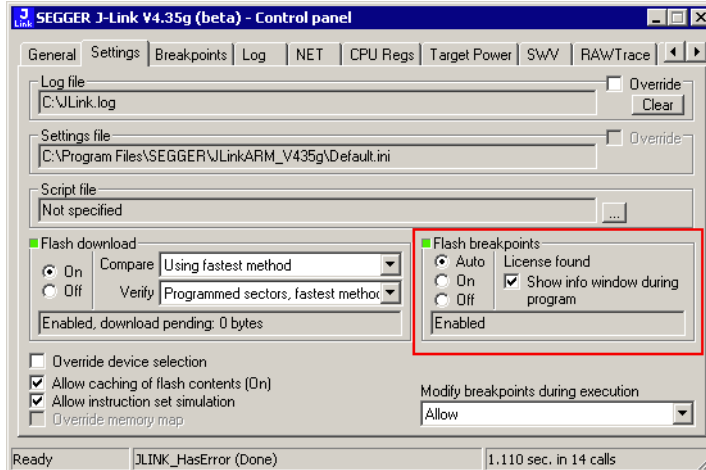 J Link SEGGER J-Link V4.35g (beta) - Control panel
General Settings Breakpoints Log NET CPU Regs Target Power SWV RAWTrace
Log file
Override
C:\JLink.log
Clear
Settings file
Override
C:\Program Files\SEGGER\JLinkARM_V435g\Default.ini
Script file
Not specified
...
Flash download
On
Off
Compare Using fastest method
Verify Programmed sectors, fastest method
Enabled, download pending: 0 bytes
Flash breakpoints
Auto
On
Off
License found
Show info window during
program
Enabled
Override device selection
Allow caching of flash contents (On)
Allow instruction set simulation
Override memory map
Modify breakpoints during execution
Allow
Ready JLINK_HasError (Done) 1.110 sec. in 14 calls